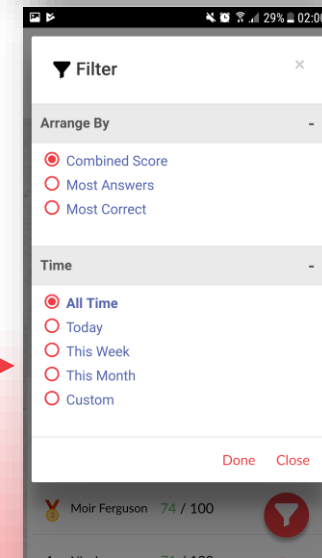 29% 02:00
Filter ×
Arrange By -
Combined Score
Most Answers
Most Correct
Time -
All Time
Today
This Week
This Month
Custom
Done Close
Moir Ferguson 74 / 100